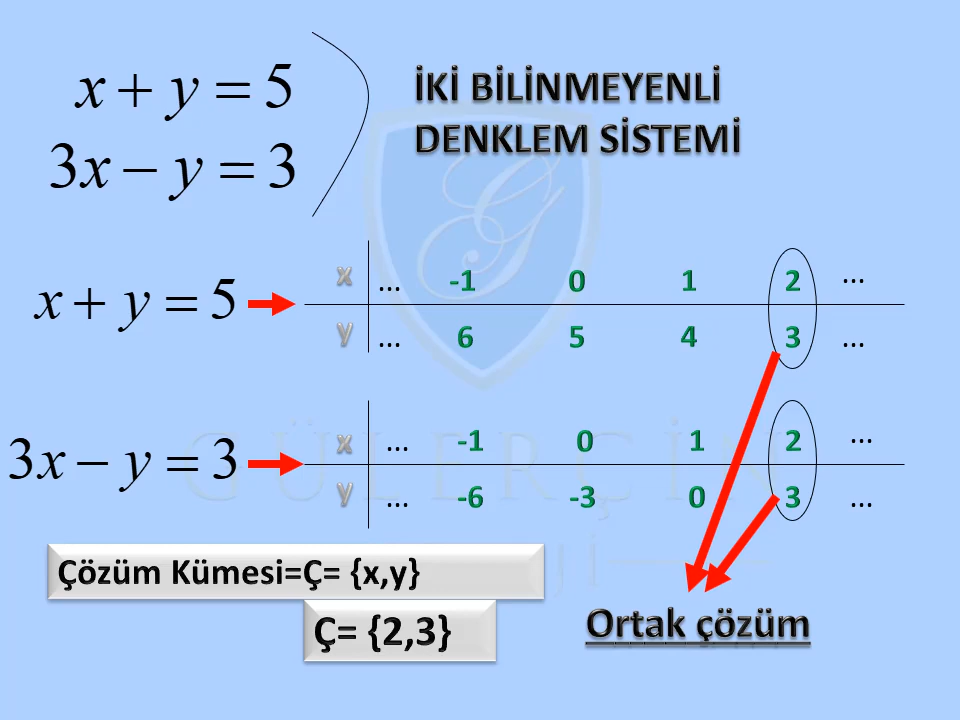 x + y = 5
3x − y = 3
İKİ BİLİNMEYENLİ
DENKLEM SİSTEMİ
x + y = 5
x ... -1 0 1 2 ...
y ... 6 5 4 3 ...
3x − y = 3
x ... -1 0 1 2 ...
y ... -6 -3 0 3 ...
GÜLERÇİN
Çözüm Kümesi=Ç= {x,y}
Ç= {2,3}
Ortak çözüm